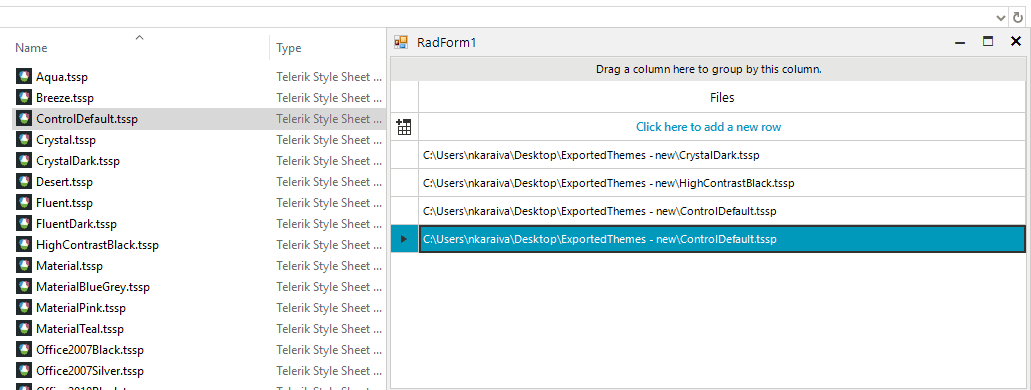 Name Type
Aqua.tssp Telerik Style Sheet ...
Breeze.tssp Telerik Style Sheet ...
ControlDefault.tssp Telerik Style Sheet ...
Crystal.tssp Telerik Style Sheet ...
CrystalDark.tssp Telerik Style Sheet ...
Desert.tssp Telerik Style Sheet ...
Fluent.tssp Telerik Style Sheet ...
FluentDark.tssp Telerik Style Sheet ...
HighContrastBlack.tssp Telerik Style Sheet ...
Material.tssp Telerik Style Sheet ...
MaterialBlueGrey.tssp Telerik Style Sheet ...
MaterialPink.tssp Telerik Style Sheet ...
MaterialTeal.tssp Telerik Style Sheet ...
Office2007Black.tssp Telerik Style Sheet ...
Office2007Silver.tssp Telerik Style Sheet ...
RadForm1
Drag a column here to group by this column.
Files
Click here to add a new row
C:\Users\nkaraiva\Desktop\ExportedThemes - new\CrystalDark.tssp
C:\Users\nkaraiva\Desktop\ExportedThemes - new\HighContrastBlack.tssp
C:\Users\nkaraiva\Desktop\ExportedThemes - new\ControlDefault.tssp
C:\Users\nkaraiva\Desktop\ExportedThemes - new\ControlDefault.tssp